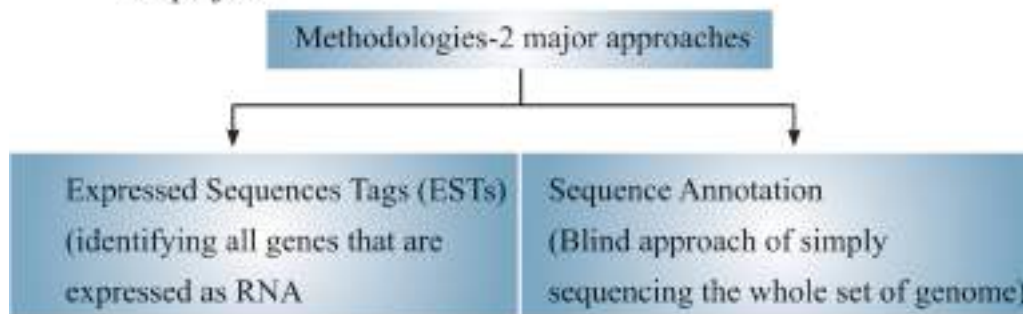 Methodologies-2 major approaches
Expressed Sequences Tags (ESTs)
(identifying all genes that are
expressed as RNA
Sequence Annotation
(Blind approach of simply
sequencing the whole set of genome)